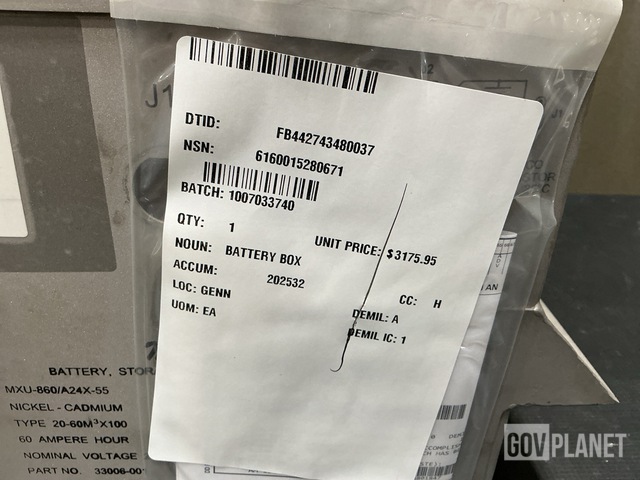 J1
DTID: FB442743480037
NSN: 6160015280671
BATCH: 1007033740
QTY: 1
UNIT PRICE: $3175.95
NOUN: BATTERY BOX
ACCUM: 202532
LOC: GENN
CC: H
UOM: EA
DEMIL: A
DEMIL IC: 1
BATTERY, STOR
MXU-860/A24X-55
NICKEL - CADMIUM
TYPE 20-60M³X100
60 AMPERE HOUR
NOMINAL VOLTAGE
PART NO. 33006-00
GOVPLANET